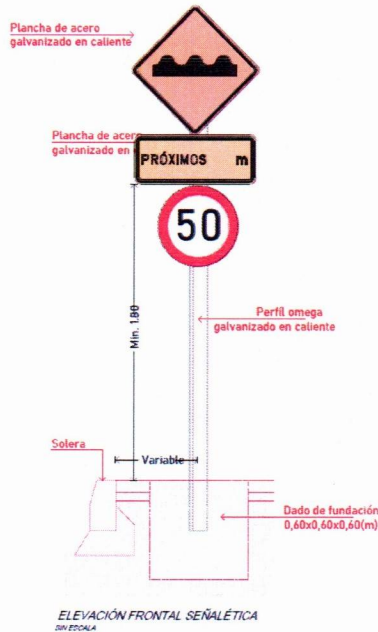 Plancha de acero
galvanizado en caliente
Plancha de acero
galvanizado en
PRÓXIMOS m
50
Mín. 1.80
Perfil omega
galvanizado en caliente
Solera
Variable
Dado de fundación
0,60x0,60x0,60(m)
ELEVACIÓN FRONTAL SEÑALÉTICA
SIN ESCALA